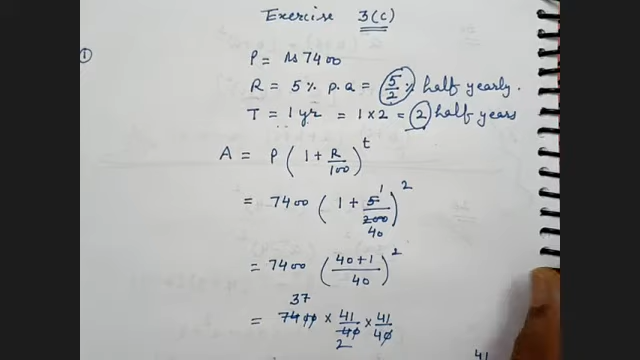 Exercise 3(c)
① P = Rs 7400
R = 5% p.a = 5/2 % half yearly.
T = 1 yr = 1×2 = 2 half years
A = P ( 1 + R/100 )^t
= 7400 ( 1 + 5/200 )^2
1
40
= 7400 ( 40+1/40 )^2
37
= 7400 × 41/40 × 41/40
2
41